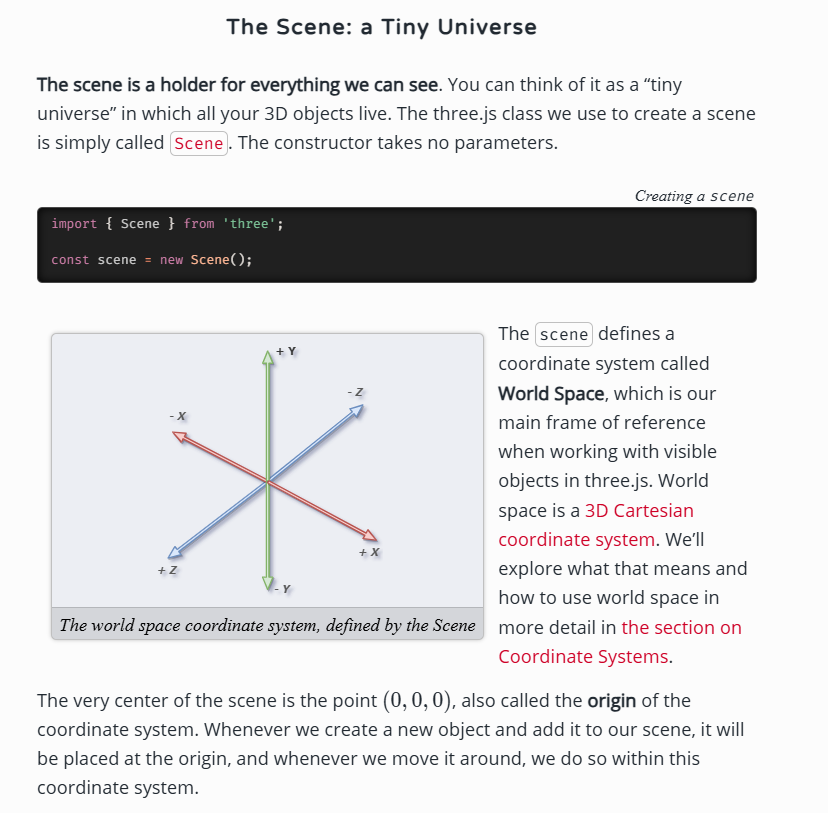 The Scene: a Tiny Universe
The scene is a holder for everything we can see. You can think of it as a “tiny
universe” in which all your 3D objects live. The three.js class we use to create a scene
is simply called Scene. The constructor takes no parameters.
Creating a scene
import { Scene } from 'three';
const scene = new Scene();
+ Y
- Z
- X
+ X
+ Z
- Y
The world space coordinate system, defined by the Scene
The scene defines a
coordinate system called
World Space, which is our
main frame of reference
when working with visible
objects in three.js. World
space is a 3D Cartesian
coordinate system. We’ll
explore what that means and
how to use world space in
more detail in the section on
Coordinate Systems.
The very center of the scene is the point (0, 0, 0), also called the origin of the
coordinate system. Whenever we create a new object and add it to our scene, it will
be placed at the origin, and whenever we move it around, we do so within this
coordinate system.